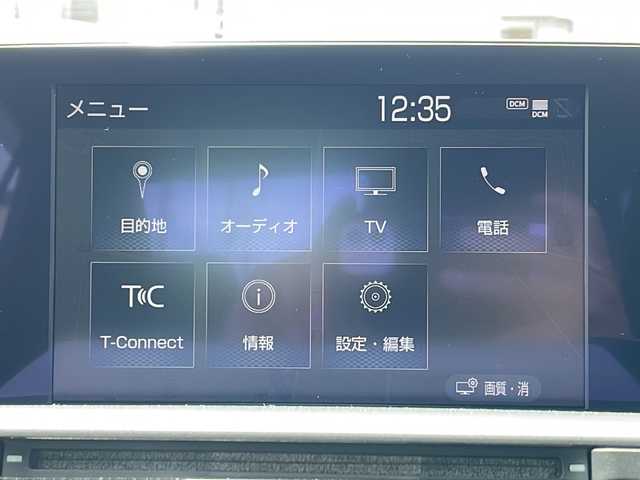 メニュー 12:35 DCM DCM
目的地 オーディオ TV 電話
T-Connect 情報 設定・編集
画質・消